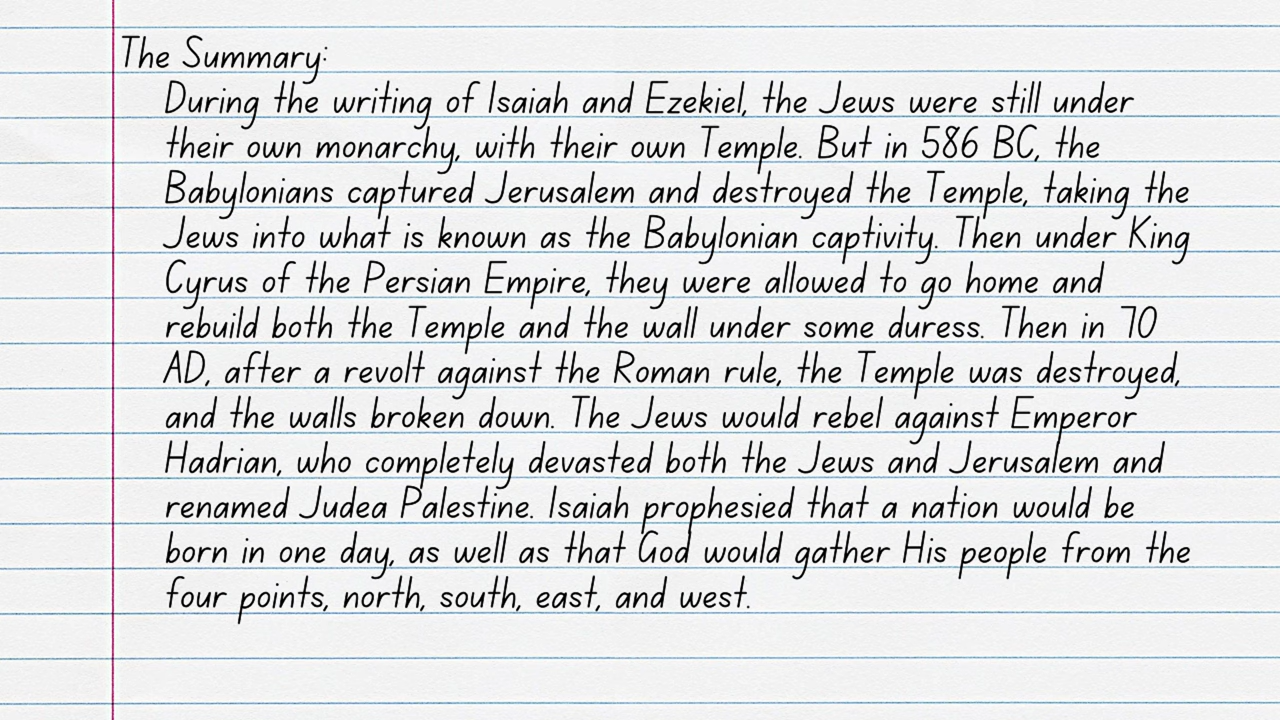 The Summary:
During the writing of Isaiah and Ezekiel, the Jews were still under
their own monarchy, with their own Temple. But in 586 BC, the
Babylonians captured Jerusalem and destroyed the Temple, taking the
Jews into what is known as the Babylonian captivity. Then under King
Cyrus of the Persian Empire, they were allowed to go home and
rebuild both the Temple and the wall under some duress. Then in 70
AD, after a revolt against the Roman rule, the Temple was destroyed,
and the walls broken down. The Jews would rebel against Emperor
Hadrian, who completely devasted both the Jews and Jerusalem and
renamed Judea Palestine. Isaiah prophesied that a nation would be
born in one day, as well as that God would gather His people from the
four points, north, south, east, and west.